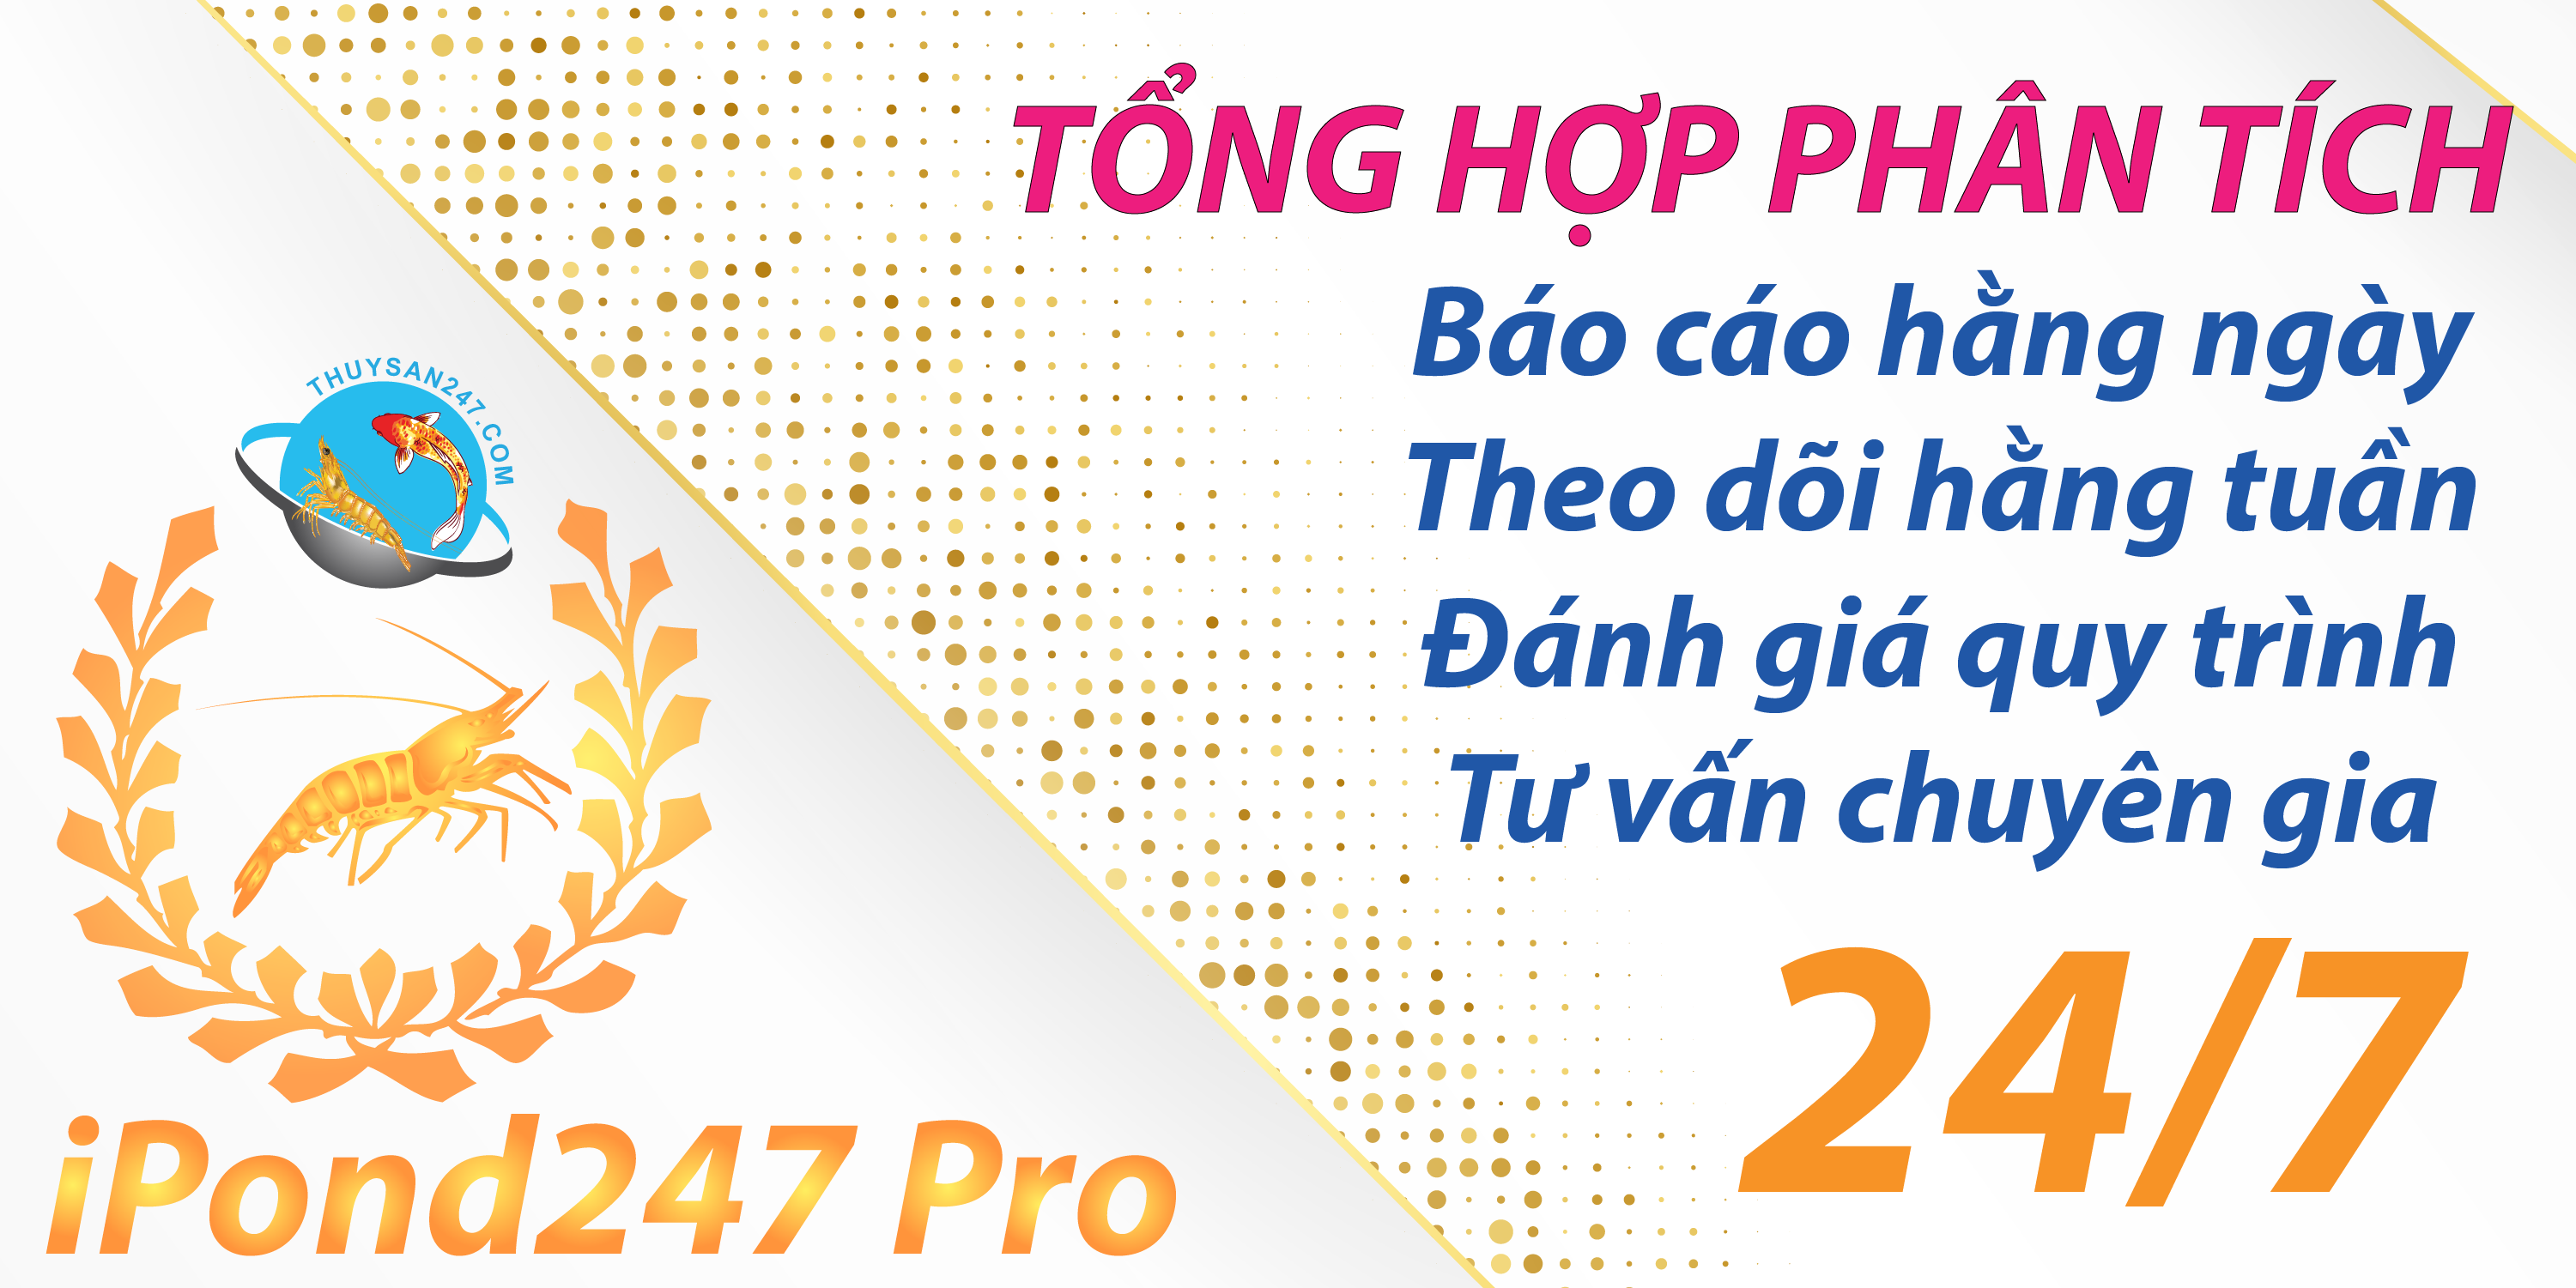 TỔNG HỢP PHÂN TÍCH
Báo cáo hằng ngày
Theo dõi hằng tuần
Đánh giá quy trình
Tư vấn chuyên gia
24/7
THUYSAN247.COM
iPond247 Pro